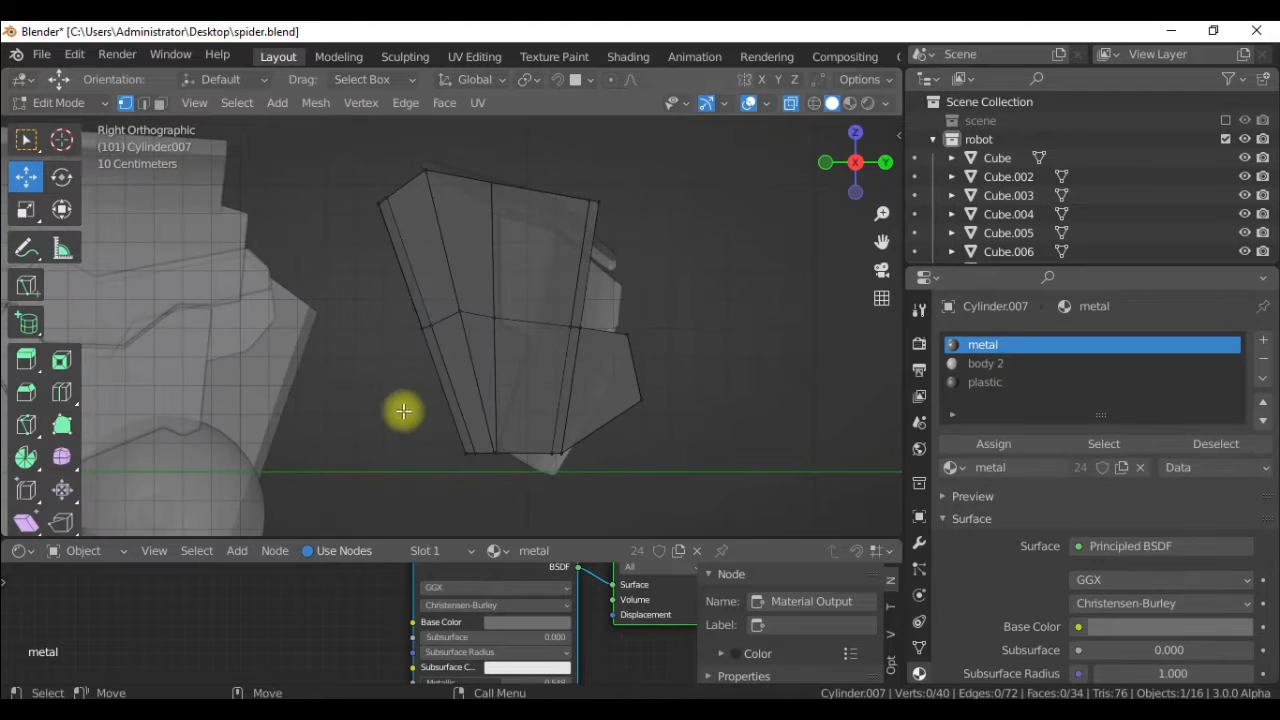 Blender* [C:\Users\Administrator\Desktop\spider.blend]
File Edit Render Window Help Layout Modeling Sculpting UV Editing Texture Paint Shading Animation Rendering Compositing Scene View Layer
Orientation: Default Drag: Select Box Global X Y Z Options
Edit Mode View Select Add Mesh Vertex Edge Face UV
Scene Collection
scene
robot
Cube
Cube.002
Cube.003
Cube.004
Cube.005
Cube.006
Right Orthographic
(101) Cylinder.007
10 Centimeters
Z
X
Y
Cylinder.007 metal
metal
body 2
plastic
Assign Select Deselect
metal 24 Data
Preview
Surface
Surface: Principled BSDF
GGX
Christensen-Burley
Base Color:
Subsurface: 0.000
Subsurface Radius 1.000
Object View Select Add Node Use Nodes Slot 1 metal 24
BSDF
GGX
Christensen-Burley
Base Color
Subsurface 0.000
Subsurface Radius
Subsurface C...
Metallic 0.548
All
Surface
Volume
Displacement
Node
Name: Material Output
Label:
Color
Properties
N
T
V
Opt
metal
Select Move Move Call Menu Cylinder.007 | Verts:0/40 | Edges:0/72 | Faces:0/34 | Tris:76 | Objects:1/16 | 3.0.0 Alpha